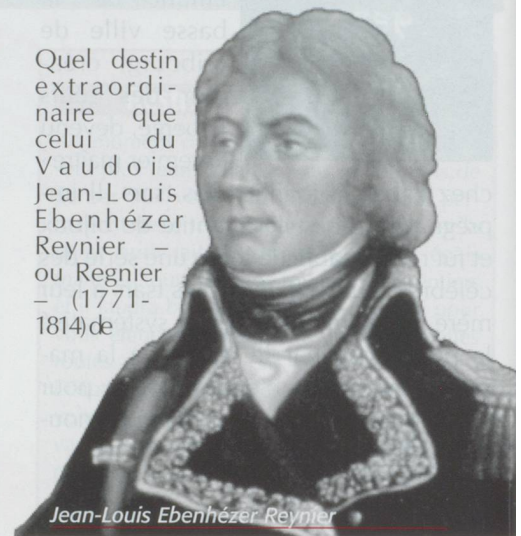 Quel destin
extraordi-
naire que
celui du
Vaudois
Jean-Louis
Ebenhézer
Reynier –
ou Regnier
– (1771-
1814) de
Jean-Louis Ebenhézer Reynier